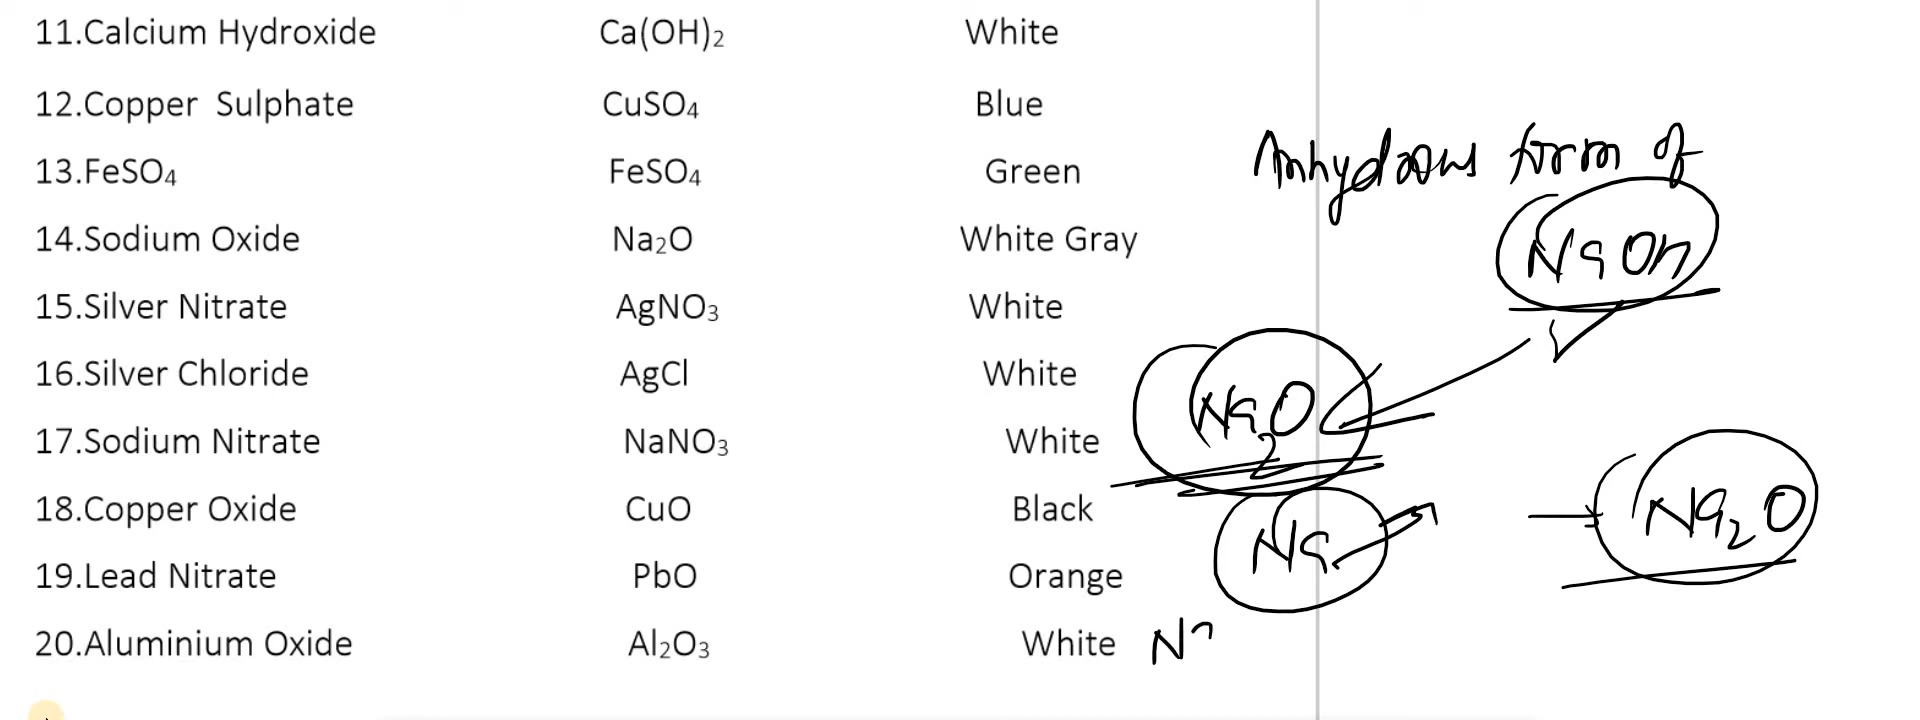 11.Calcium Hydroxide Ca(OH)₂ White
12.Copper Sulphate CuSO₄ Blue
13.FeSO₄ FeSO₄ Green
Anhydrous form of
NaOH
14.Sodium Oxide Na₂O White Gray
15.Silver Nitrate AgNO₃ White
16.Silver Chloride AgCl White
Na₂O
17.Sodium Nitrate NaNO₃ White
18.Copper Oxide CuO Black
Na → Na₂O
19.Lead Nitrate PbO Orange
20.Aluminium Oxide Al₂O₃ White